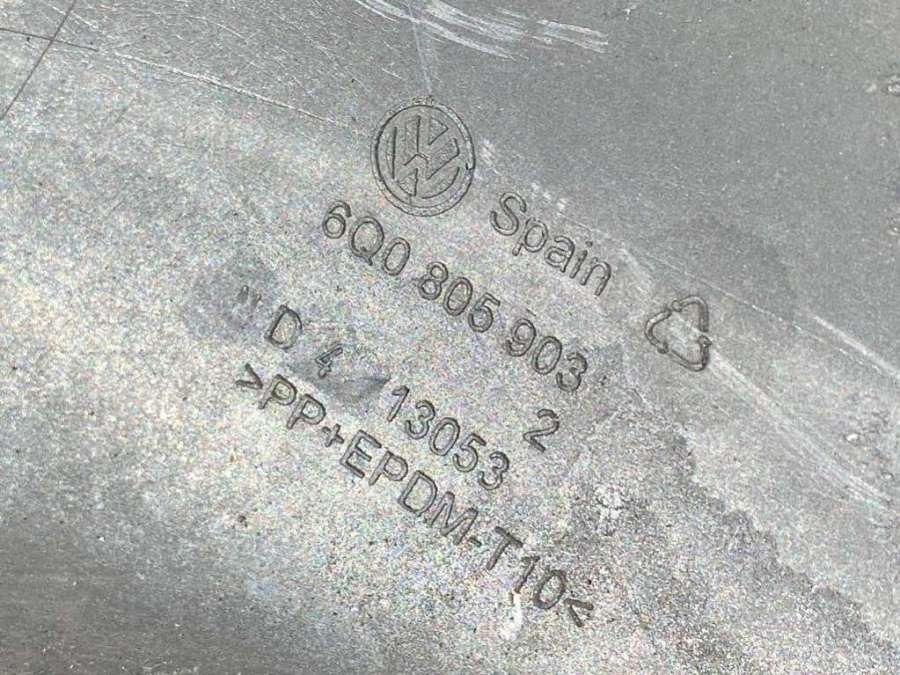 Spain
6Q0 805 903
" D 4 13053 2
>PP+EPDM-T10<